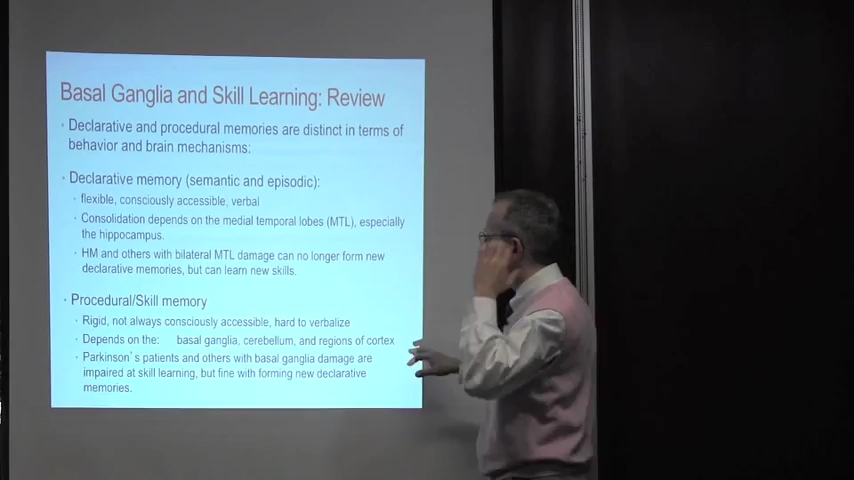 Basal Ganglia and Skill Learning: Review
· Declarative and procedural memories are distinct in terms of
behavior and brain mechanisms:
· Declarative memory (semantic and episodic):
· flexible, consciously accessible, verbal
· Consolidation depends on the medial temporal lobes (MTL), especially
the hippocampus.
· HM and others with bilateral MTL damage can no longer form new
declarative memories, but can learn new skills.
· Procedural/Skill memory
· Rigid, not always consciously accessible, hard to verbalize
· Depends on the: basal ganglia, cerebellum, and regions of cortex
· Parkinson's patients and others with basal ganglia damage are
impaired at skill learning, but fine with forming new declarative
memories.